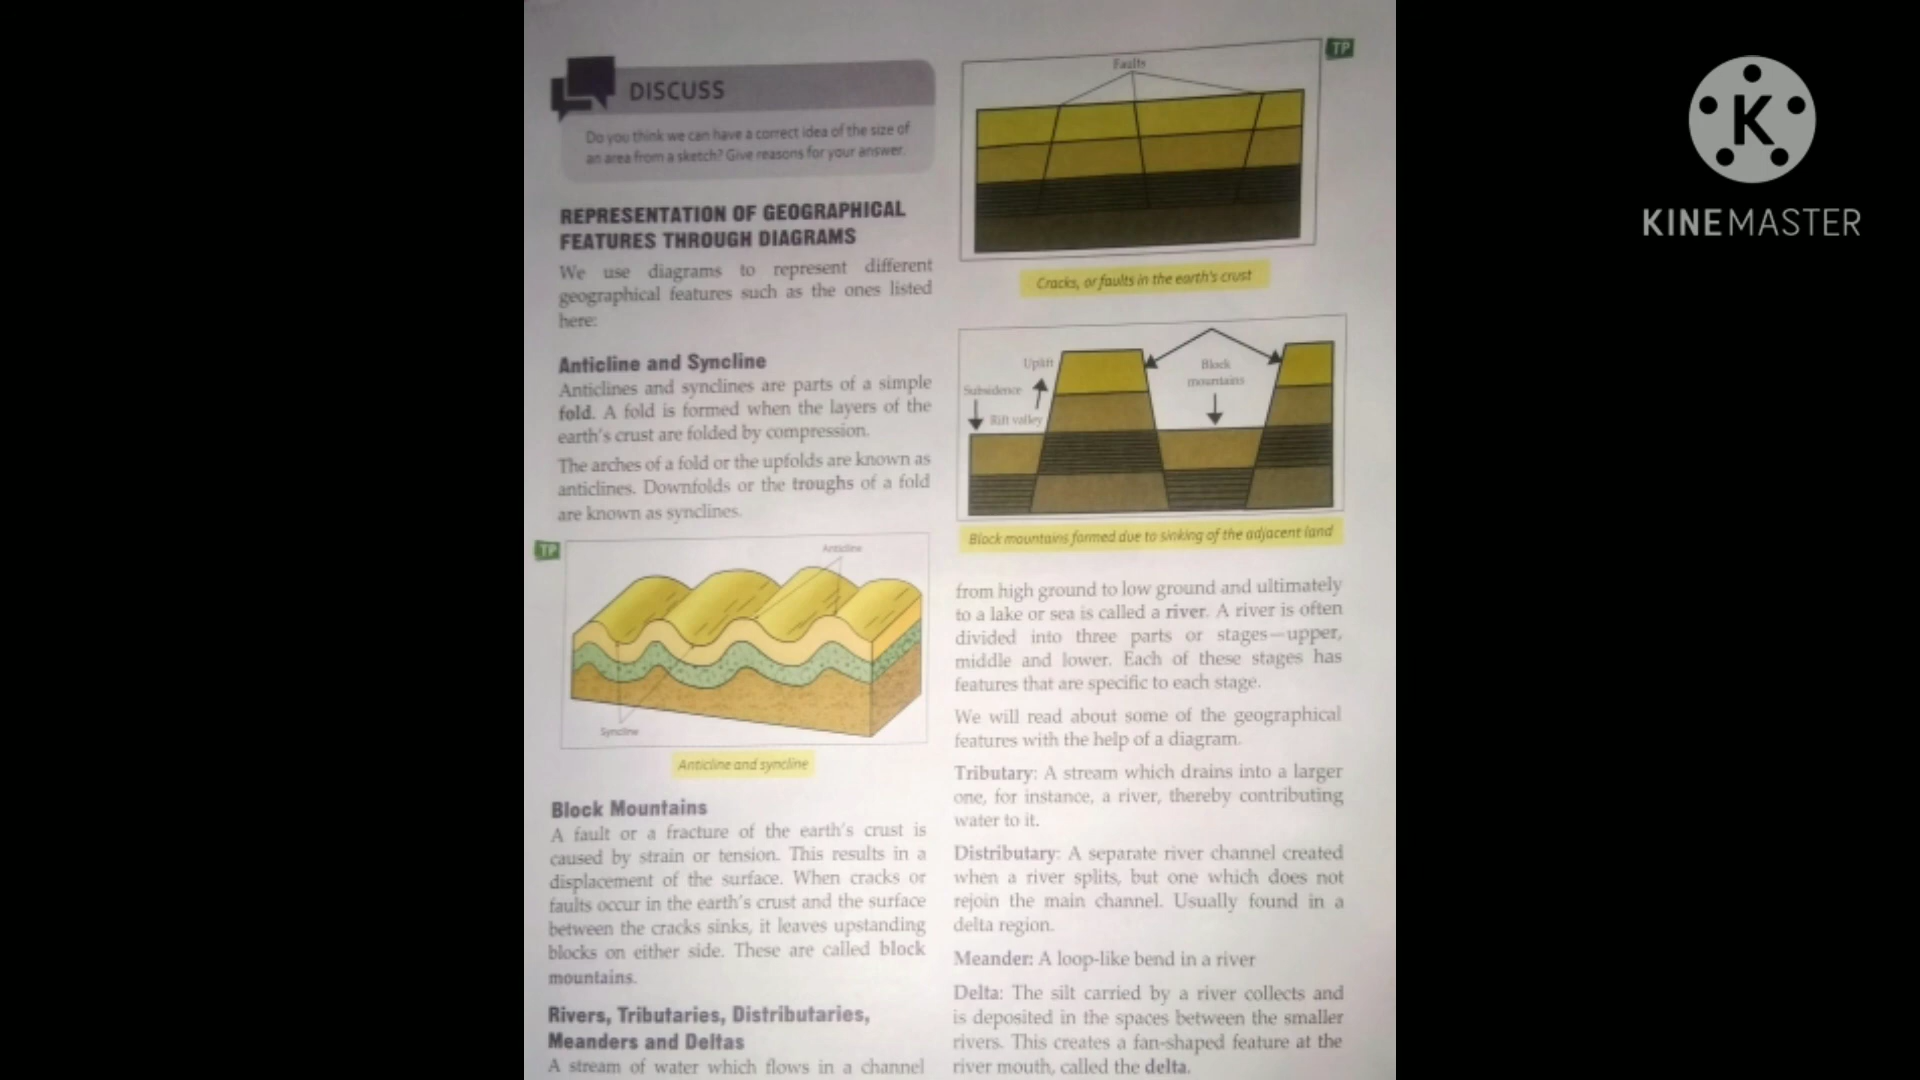 DISCUSS
Do you think we can have a correct idea of the size of
an area from a sketch? Give reasons for your answer.
REPRESENTATION OF GEOGRAPHICAL
FEATURES THROUGH DIAGRAMS
We use diagrams to represent different
geographical features such as the ones listed
here:
Anticline and Syncline
Anticlines and synclines are parts of a simple
fold. A fold is formed when the layers of the
earth's crust are folded by compression.
The arches of a fold or the upfolds are known as
anticlines. Downfolds or the troughs of a fold
are known as synclines.
TP
Anticline
Syncline
Anticline and syncline
Block Mountains
A fault or a fracture of the earth's crust is
caused by strain or tension. This results in a
displacement of the surface. When cracks or
faults occur in the earth's crust and the surface
between the cracks sinks, it leaves upstanding
blocks on either side. These are called block
mountains.
Rivers, Tributaries, Distributaries,
Meanders and Deltas
A stream of water which flows in a channel
TP
Faults
Cracks, or faults in the earth's crust
Uplift
Subsidence
Rift valley
Block
mountains
Block mountains formed due to sinking of the adjacent land
from high ground to low ground and ultimately
to a lake or sea is called a river. A river is often
divided into three parts or stages—upper,
middle and lower. Each of these stages has
features that are specific to each stage.
We will read about some of the geographical
features with the help of a diagram.
Tributary: A stream which drains into a larger
one, for instance, a river, thereby contributing
water to it.
Distributary: A separate river channel created
when a river splits, but one which does not
rejoin the main channel. Usually found in a
delta region.
Meander: A loop-like bend in a river
Delta: The silt carried by a river collects and
is deposited in the spaces between the smaller
rivers. This creates a fan-shaped feature at the
river mouth, called the delta.
K
KINEMASTER